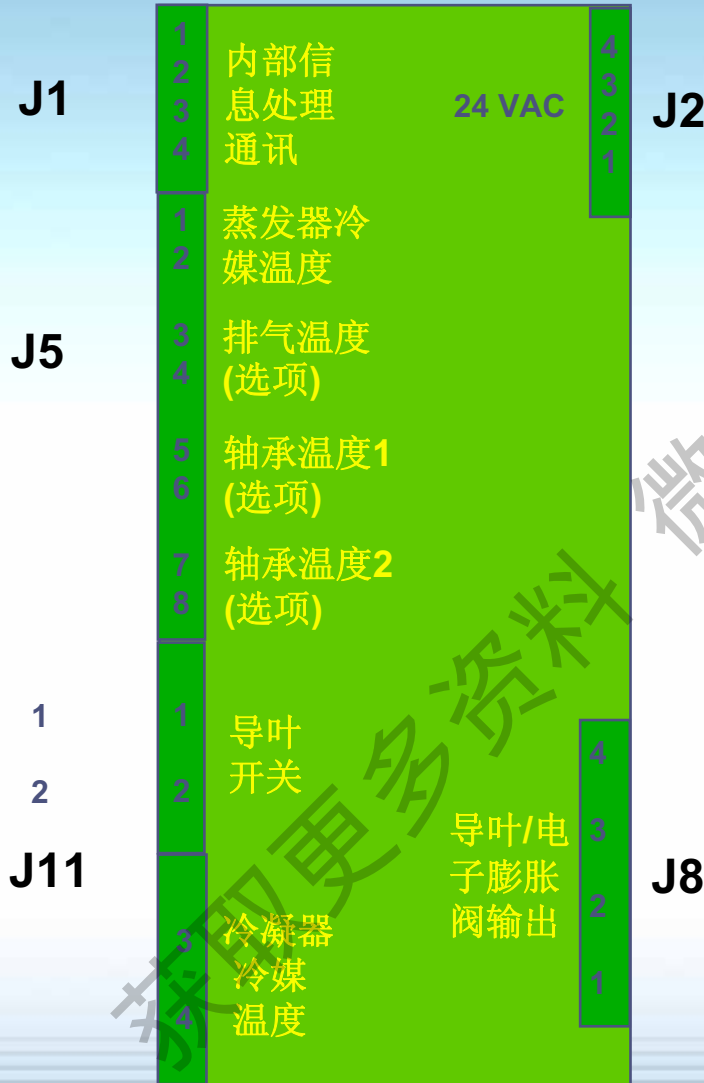 J1
1
2
3
4
内部信
息处理
通讯
24 VAC
4
3
2
1
J2
J5
1
2
蒸发器冷
媒温度
3
4
排气温度
(选项)
5
6
轴承温度1
(选项)
7
8
轴承温度2
(选项)
1
2
1
2
导叶
开关
J11
3
4
冷凝器
冷媒
温度
导叶/电
子膨胀
阀输出
4
3
2
1
J8
获取更多资料 微